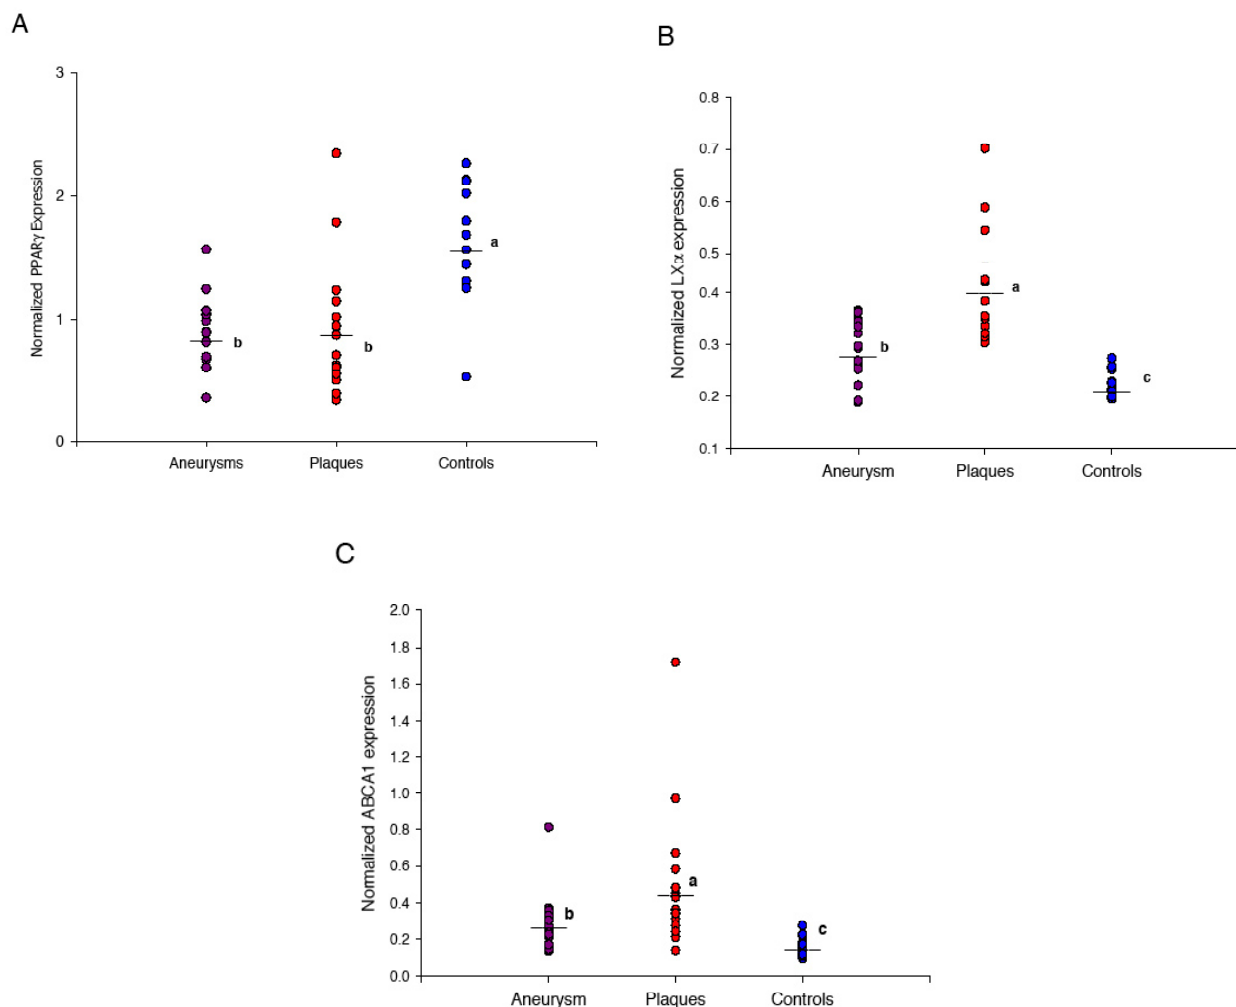 A
Normalized PPARγ Expression
3
2
1
0
b
b
a
Aneurysms Plaques Controls
B
Normalized LXα expression
0.8
0.7
0.6
0.5
0.4
0.3
0.2
0.1
b
a
c
Aneurysm Plaques Controls
C
Normalized ABCA1 expression
2.0
1.8
1.6
1.4
1.2
1.0
0.8
0.6
0.4
0.2
0.0
b
a
c
Aneurysm Plaques Controls